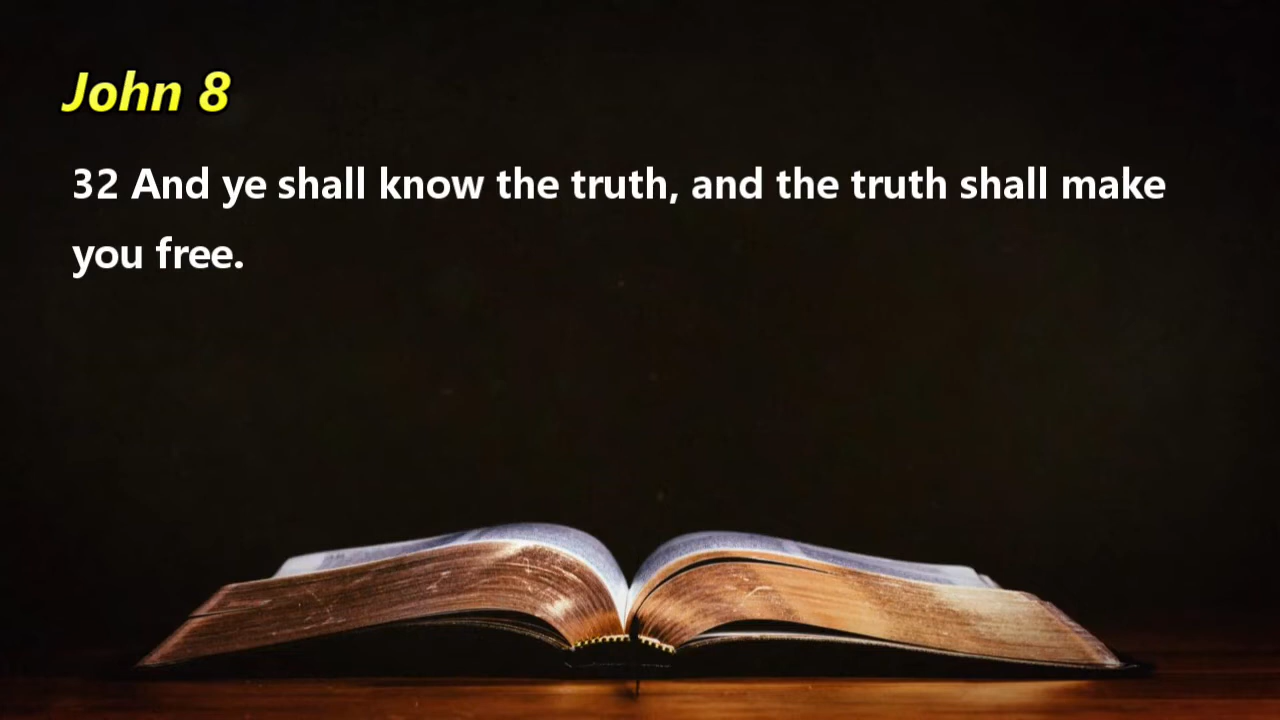 John 8
32 And ye shall know the truth, and the truth shall make
you free.